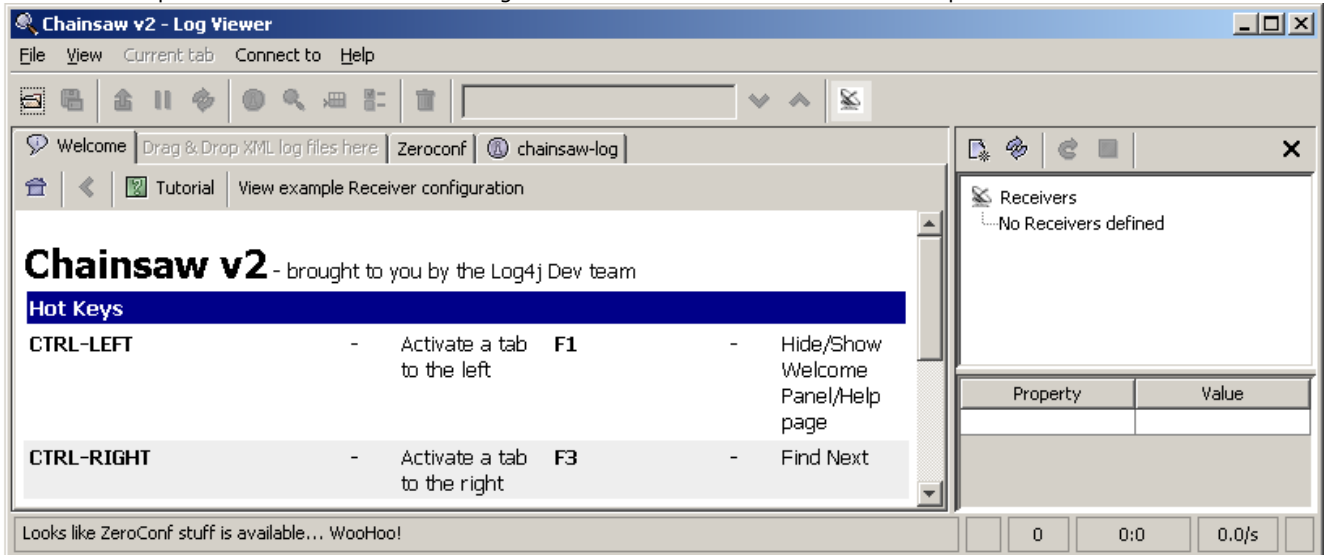 Chainsaw v2 - Log Viewer
File View Current tab Connect to Help
Welcome Drag & Drop XML log files here Zeroconf chainsaw-log
Tutorial View example Receiver configuration
Receivers
No Receivers defined
Chainsaw v2 - brought to you by the Log4j Dev team
Hot Keys
CTRL-LEFT - Activate a tab to the left F1 - Hide/Show Welcome Panel/Help page
CTRL-RIGHT - Activate a tab to the right F3 - Find Next
Property Value
Looks like ZeroConf stuff is available... WooHoo! 0 0:0 0.0/s